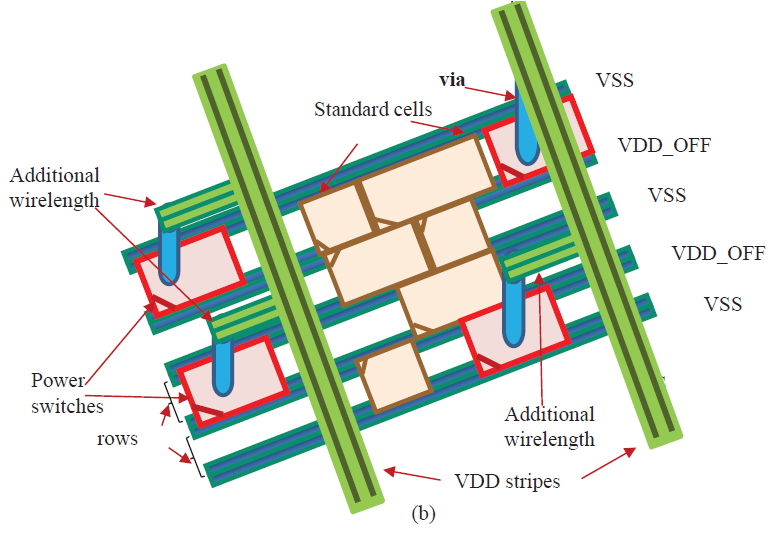 via
VSS
Standard cells
VDD_OFF
Additional
wirelength
VSS
VDD_OFF
VSS
Power
switches
rows
Additional
wirelength
VDD stripes
(b)